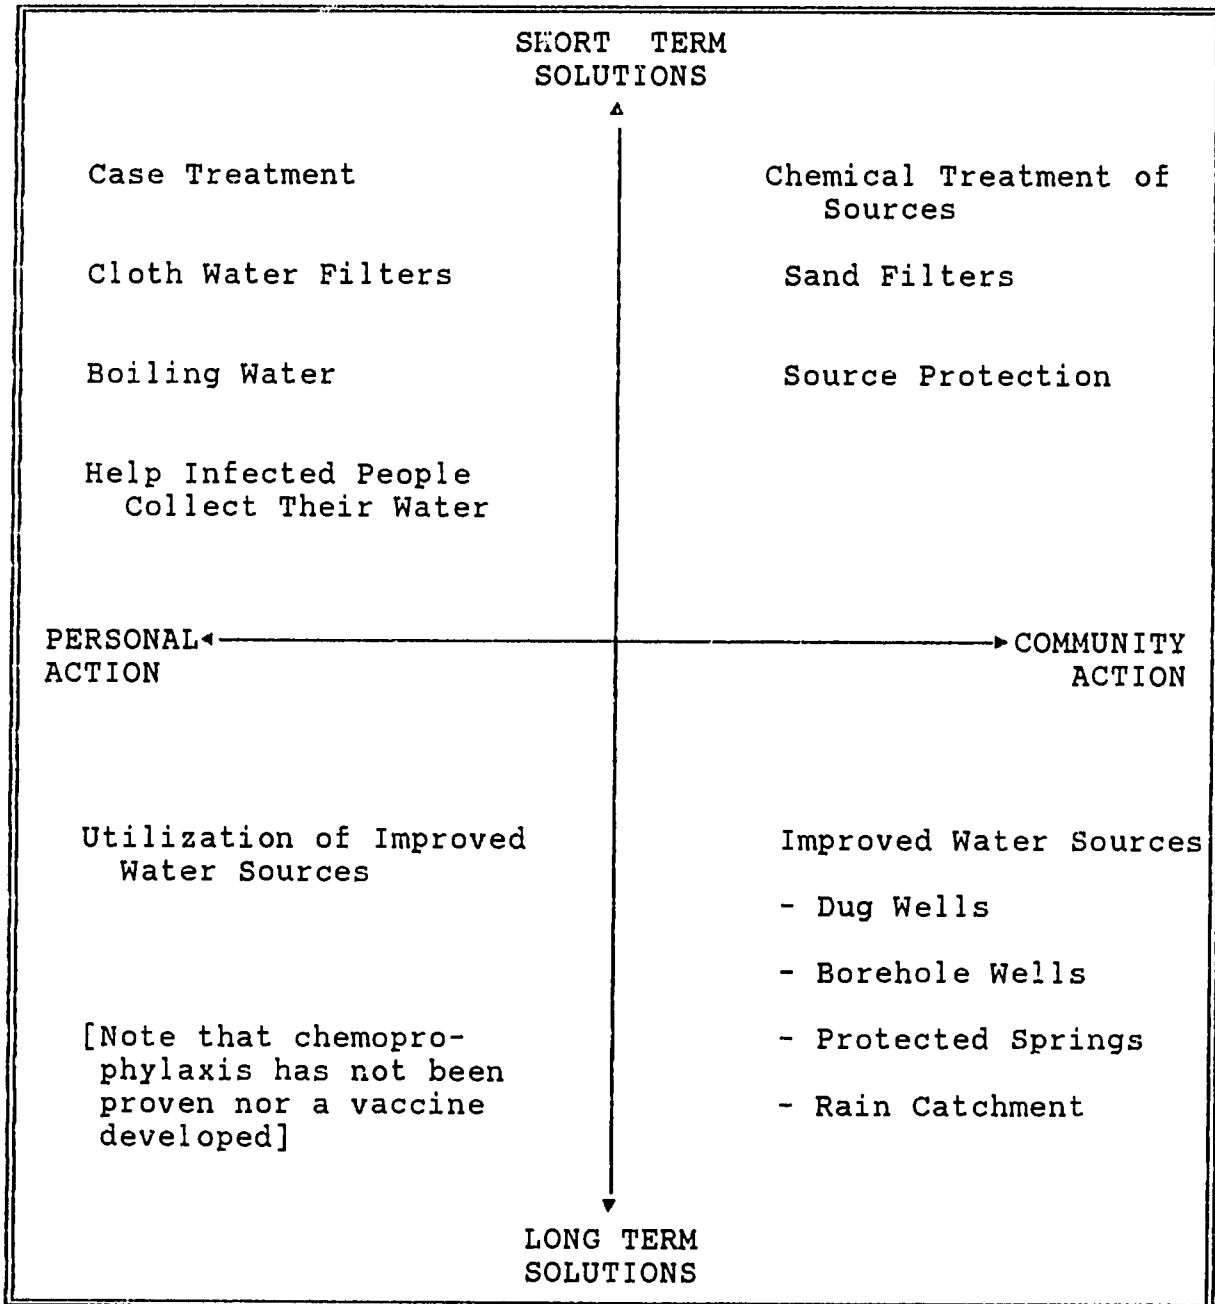 SHORT TERM
SOLUTIONS
Case Treatment
Cloth Water Filters
Boiling Water
Help Infected People
Collect Their Water
Chemical Treatment of
Sources
Sand Filters
Source Protection
PERSONAL
ACTION
COMMUNITY
ACTION
Utilization of Improved
Water Sources
[Note that chemopro-
phylaxis has not been
proven nor a vaccine
developed]
Improved Water Sources
- Dug Wells
- Borehole Wells
- Protected Springs
- Rain Catchment
LONG TERM
SOLUTIONS